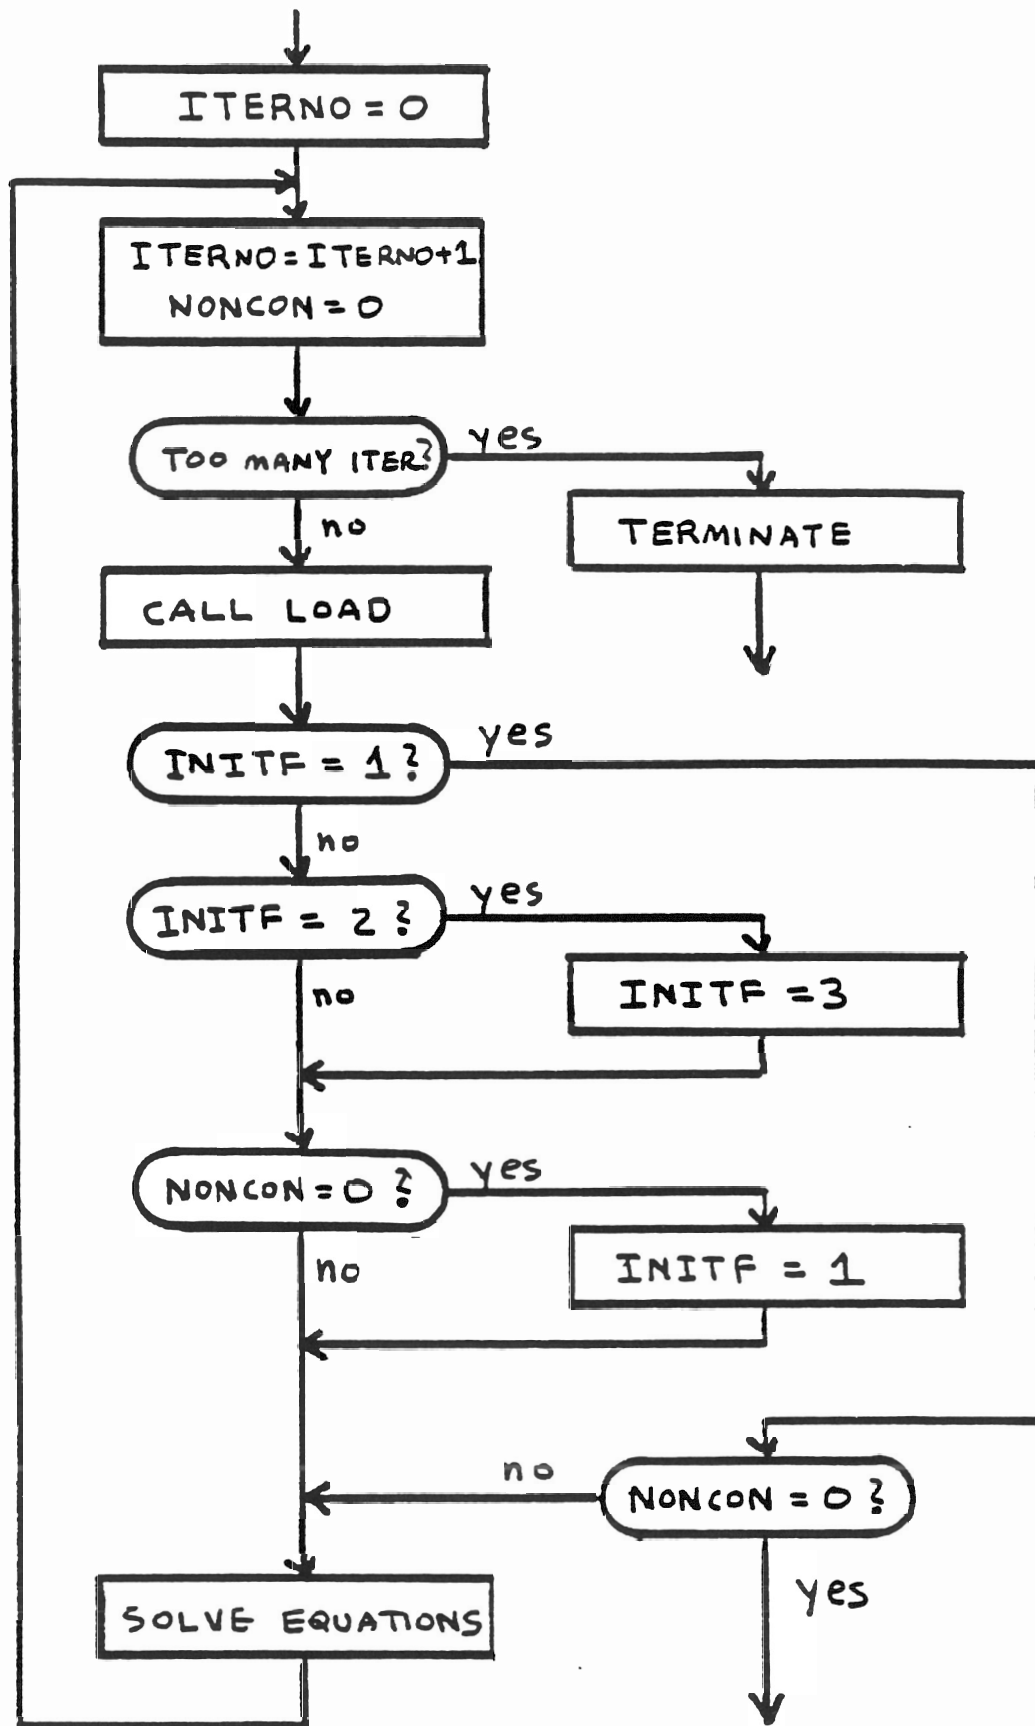 ITERNO = 0
ITERNO = ITERNO+1
NONCON = 0
TOO MANY ITER?
yes
no
TERMINATE
CALL LOAD
INITF = 1?
yes
no
INITF = 2?
yes
no
INITF = 3
NONCON = 0?
yes
no
INITF = 1
no
NONCON = 0?
yes
SOLVE EQUATIONS